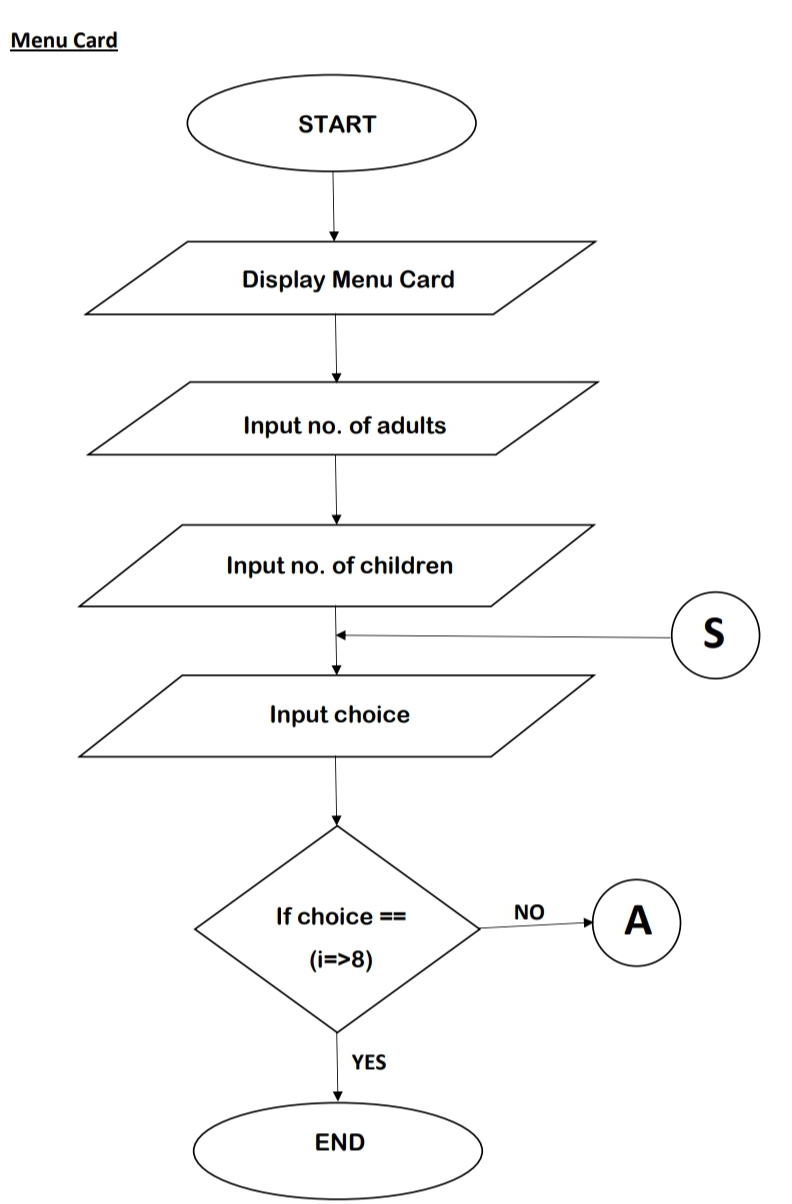 Menu Card
START
Display Menu Card
Input no. of adults
Input no. of children
S
Input choice
If choice ==
(i=>8)
NO
A
YES
END